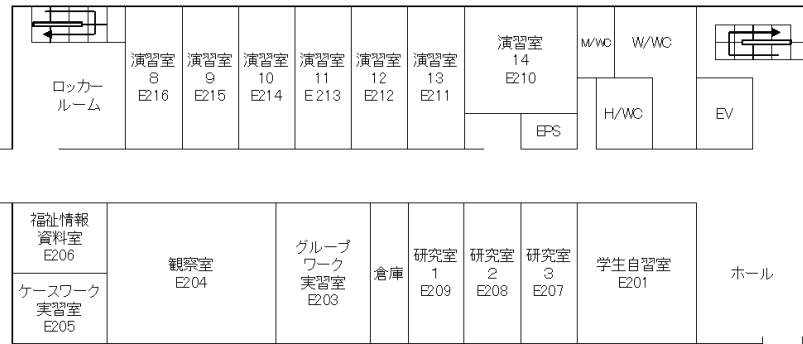 ロッカー
ルーム
演習室
8
E216
演習室
9
E215
演習室
10
E214
演習室
11
E213
演習室
12
E212
演習室
13
E211
演習室
14
E210
EPS
M/WC
W/WC
H/WC
EV
福祉情報
資料室
E206
ケースワーク
実習室
E205
観察室
E204
グループ
ワーク
実習室
E203
倉庫
研究室
1
E209
研究室
2
E208
研究室
3
E207
学生自習室
E201
ホール